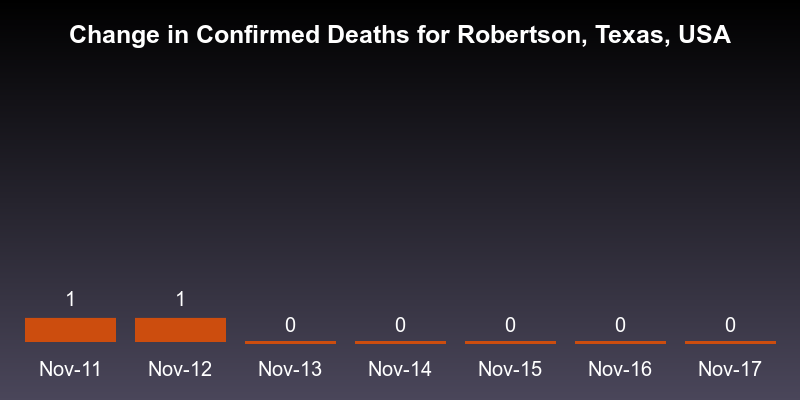 Change in Confirmed Deaths for Robertson, Texas, USA
1 1 0 0 0 0 0
Nov-11 Nov-12 Nov-13 Nov-14 Nov-15 Nov-16 Nov-17